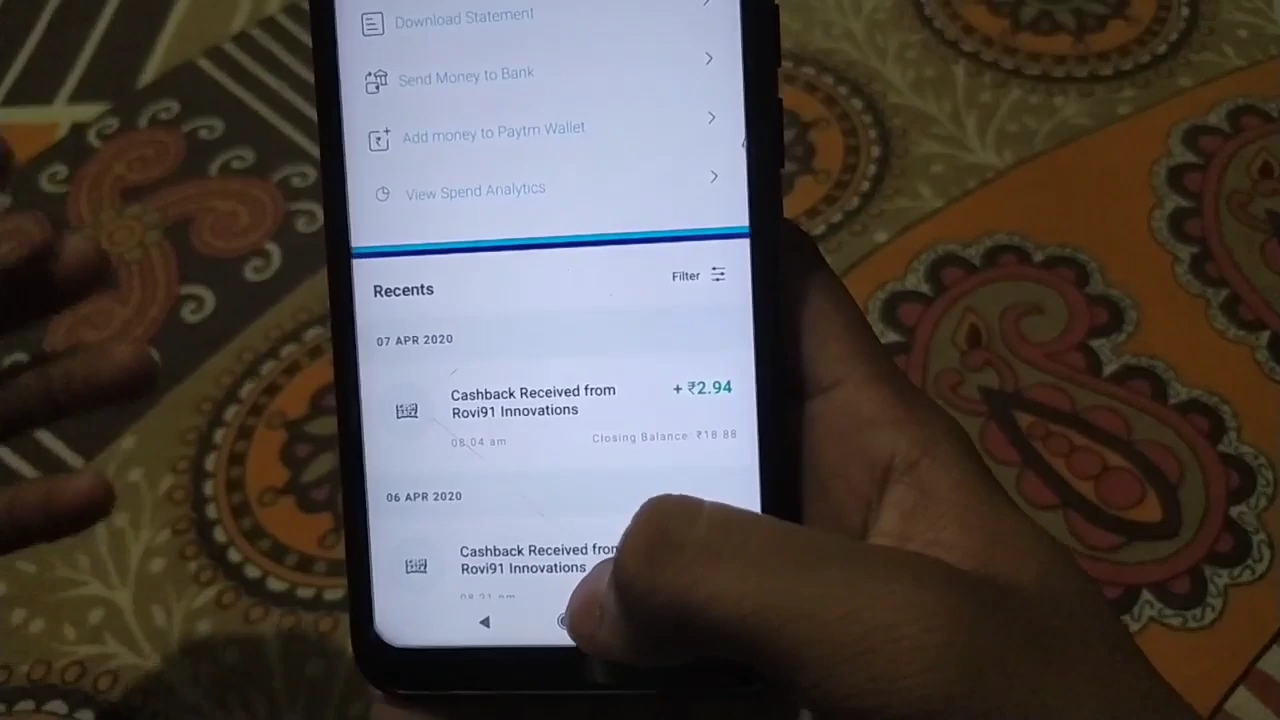 Download Statement
Send Money to Bank
Add money to Paytm Wallet
View Spend Analytics
Recents
Filter
07 APR 2020
Cashback Received from
Rovi91 Innovations
+ ₹2.94
08:04 am
Closing Balance: ₹18.88
06 APR 2020
Cashback Received from
Rovi91 Innovations